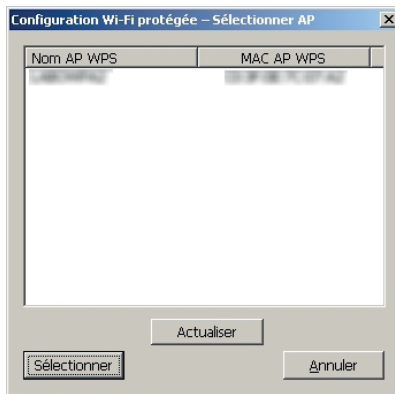 Configuration Wi-Fi protégée – Sélectionner AP
Nom AP WPS MAC AP WPS
Actualiser
Sélectionner Annuler